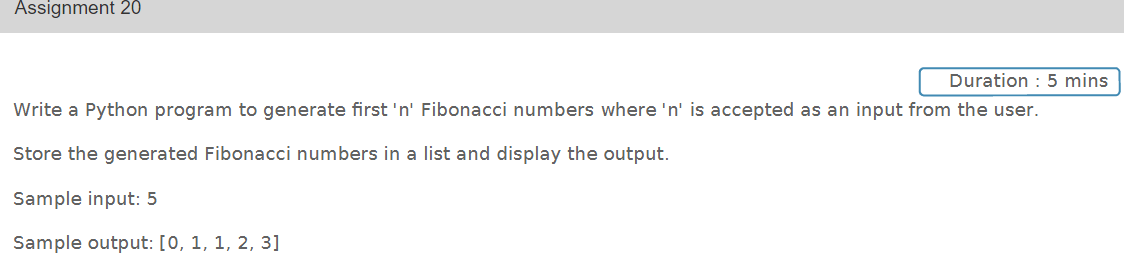 Assignment 20
Duration : 5 mins
Write a Python program to generate first 'n' Fibonacci numbers where 'n' is accepted as an input from the user.
Store the generated Fibonacci numbers in a list and display the output.
Sample input: 5
Sample output: [0, 1, 1, 2, 3]